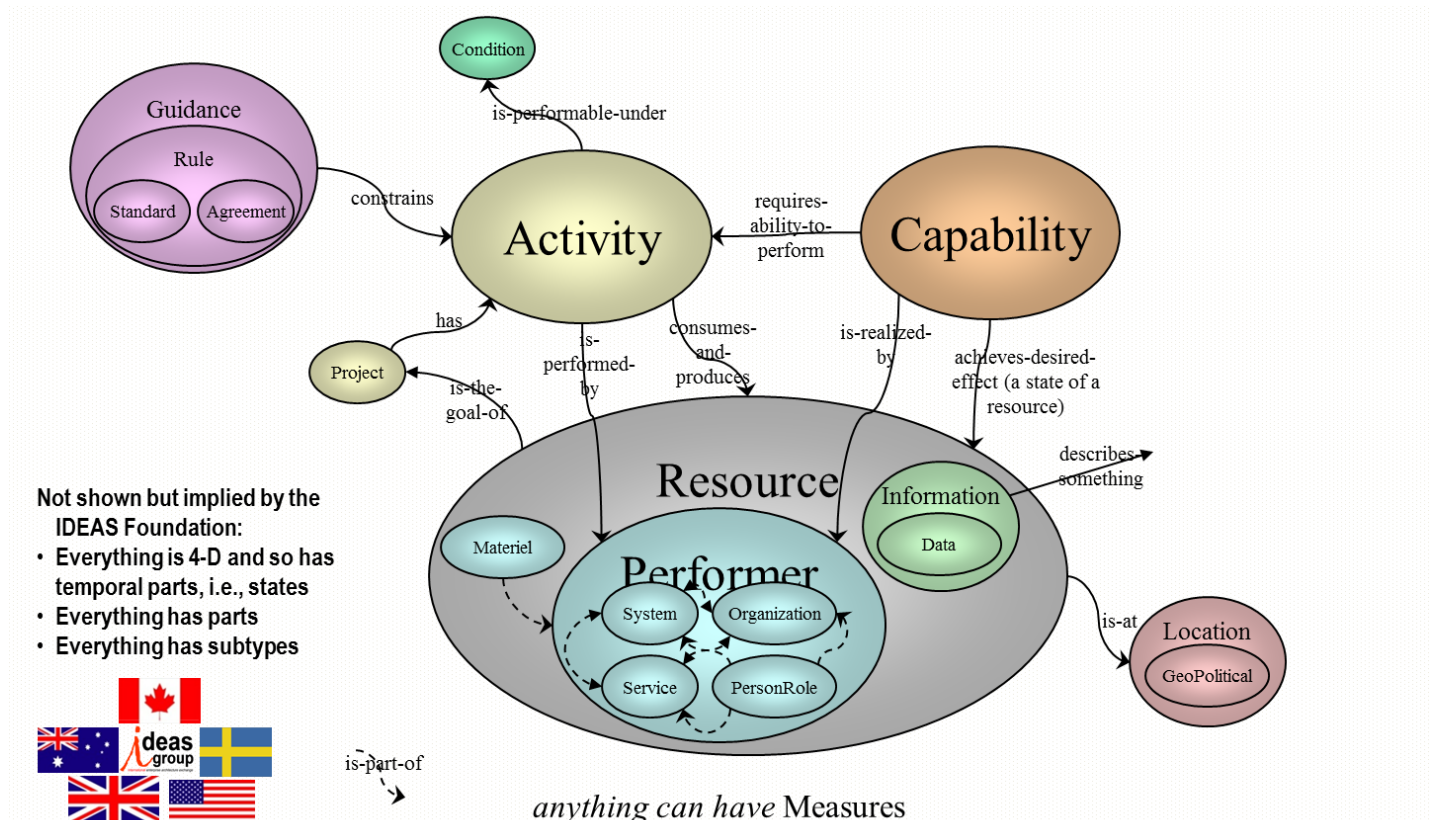 Condition
is-performable-under
Guidance
Rule
Standard
Agreement
constrains
Activity
requires-
ability-to-
perform
Capability
has
Project
is-the-
goal-of
is-
performed-
by
consumes-
and-
produces
is-realized-
by
achieves-desired-
effect (a state of a
resource)
describes-
something
Resource
Information
Data
Materiel
Performer
System
Organization
Service
PersonRole
is-at
Location
GeoPolitical
Not shown but implied by the
IDEAS Foundation:
• Everything is 4-D and so has
temporal parts, i.e., states
• Everything has parts
• Everything has subtypes
ideas
group
is-part-of
anything can have Measures